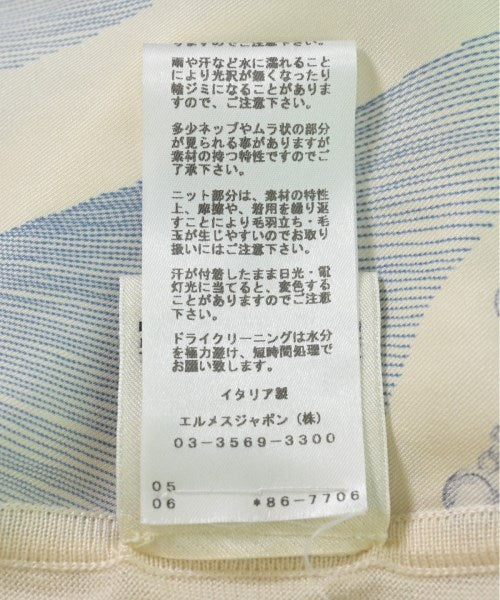 りますのでご注意下さい。
雨や汗など水に濡れること
により光沢が無くなったり
輪ジミになることがありま
すので、ご注意下さい。
多少ネップやムラ状の部分
が見られる事がありますが
素材の持つ特性ですのでご
了承下さい。
ニット部分は、素材の特性
上、摩擦や、着用を繰り返
すことにより毛羽立ち・毛
玉が生じやすいのでお取り
扱いにはご注意下さい。
汗が付着したまま日光・電
灯光に当てると、変色する
ことがありますのでご注意
下さい。
ドライクリーニングは水分
を極力避け、短時間処理で
お願いします。
イタリア製
エルメスジャポン（株）
03-3569-3300
05
06 *86-7706